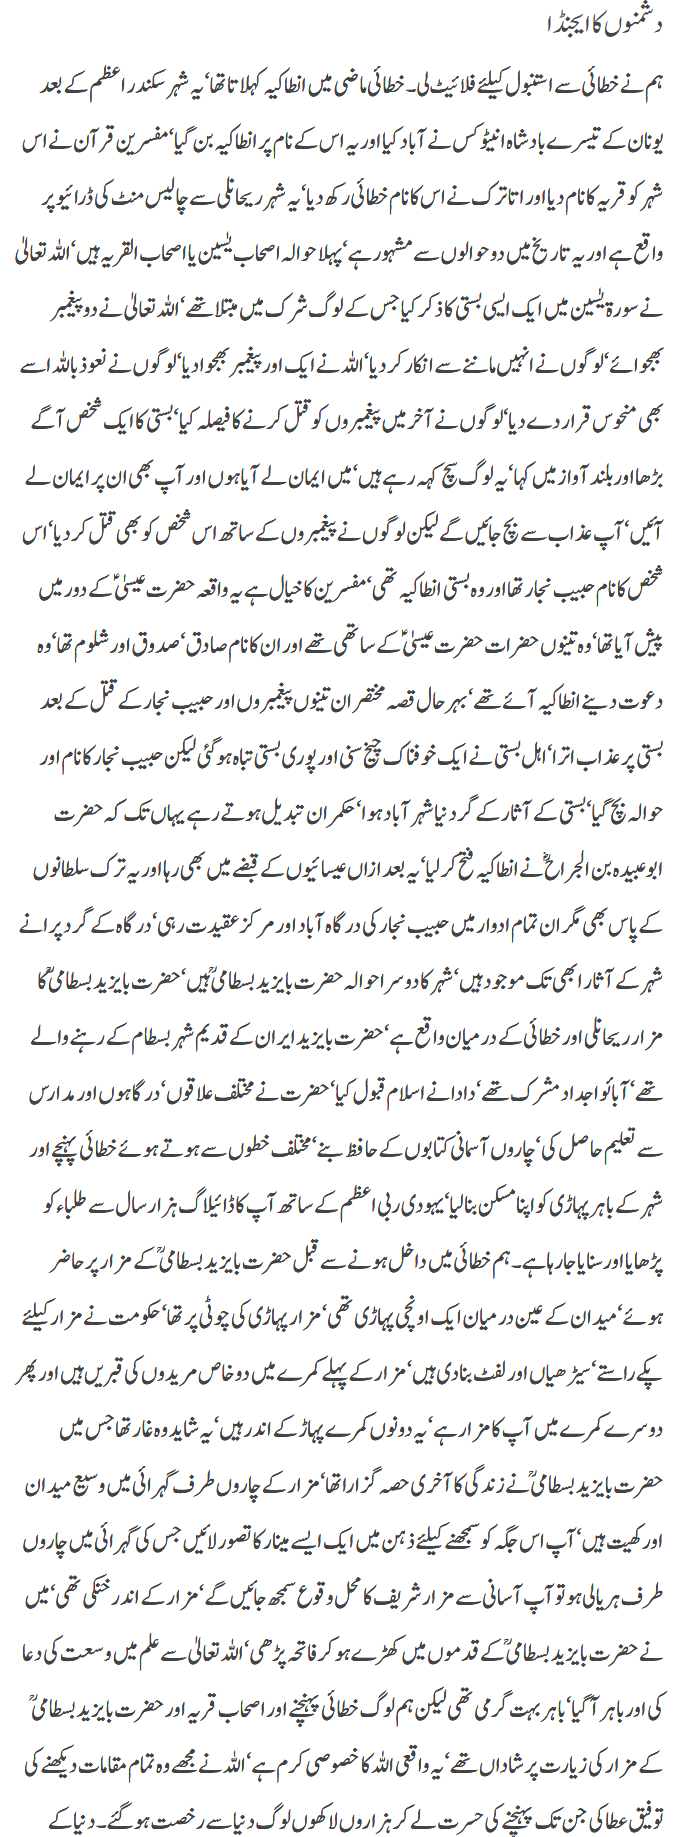 دشمنوں کا ایجنڈا
ہم نے خطائی سے استنبول کیلئے فلائیٹ لی۔ خطائی ماضی میں انطاکیہ کہلاتا تھا‘ یہ شہر سکندر اعظم کے بعد
یونان کے تیسرے بادشاہ انیٹوکس نے آباد کیا اور یہ اس کے نام پر انطاکیہ بن گیا‘ مفسرین قرآن نے اس
شہر کو قریہ کا نام دیا اور اتاترک نے اس کا نام خطائی رکھ دیا‘ یہ شہر ریحانلی سے چالیس منٹ کی ڈرائیو پر
واقع ہے اور یہ تاریخ میں دو حوالوں سے مشہور ہے‘ پہلا حوالہ اصحاب یٰسین یا اصحاب القریہ ہیں‘ اللہ تعالیٰ
نے سورۃ یٰسین میں ایک ایسی بستی کا ذکر کیا جس کے لوگ شرک میں مبتلا تھے‘ اللہ تعالیٰ نے دو پیغمبر
بھجوائے‘ لوگوں نے انہیں ماننے سے انکار کر دیا‘ اللہ نے ایک اور پیغمبر بھجوا دیا‘ لوگوں نے نعوذ باللہ اسے
بھی منحوس قرار دے دیا‘ لوگوں نے آخر میں پیغمبروں کو قتل کرنے کا فیصلہ کیا‘ بستی کا ایک شخص آگے
بڑھا اور بلند آواز میں کہا‘ یہ لوگ سچ کہہ رہے ہیں‘ میں ایمان لے آیا ہوں اور آپ بھی ان پر ایمان لے
آئیں‘ آپ عذاب سے بچ جائیں گے لیکن لوگوں نے پیغمبروں کے ساتھ اس شخص کو بھی قتل کر دیا‘ اس
شخص کا نام حبیب نجار تھا اور وہ بستی انطاکیہ تھی‘ مفسرین کا خیال ہے یہ واقعہ حضرت عیسیٰ ؑ کے دور میں
پیش آیا تھا‘ وہ تینوں حضرات حضرت عیسیٰ ؑ کے ساتھی تھے اور ان کا نام صادق‘ صدوق اور شلوم تھا‘ وہ
دعوت دینے انطاکیہ آئے تھے‘ بہرحال قصہ مختصر ان تینوں پیغمبروں اور حبیب نجار کے قتل کے بعد
بستی پر عذاب اترا‘ اہل بستی نے ایک خوفناک چیخ سنی اور پوری بستی تباہ ہو گئی لیکن حبیب نجار کا نام اور
حوالہ بچ گیا‘ بستی کے آثار کے گرد نیا شہر آباد ہوا‘ حکمران تبدیل ہوتے رہے یہاں تک کہ حضرت
ابو عبیدہ بن الجراحؓ نے انطاکیہ فتح کر لیا‘ یہ بعد ازاں عیسائیوں کے قبضے میں بھی رہا اور یہ ترک سلطانوں
کے پاس بھی مگر ان تمام ادوار میں حبیب نجار کی درگاہ آباد اور مرکز عقیدت رہی‘ درگاہ کے گرد پرانے
شہر کے آثار ابھی تک موجود ہیں‘ شہر کا دوسرا حوالہ حضرت بایزید بسطامیؒ ہیں‘ حضرت بایزید بسطامیؒ کا
مزار ریحانلی اور خطائی کے درمیان واقع ہے‘ حضرت بایزید ایران کے قدیم شہر بسطام کے رہنے والے
تھے‘ آبائو اجداد مشرک تھے‘ دادا نے اسلام قبول کیا‘ حضرت نے مختلف علاقوں‘ درگاہوں اور مدارس
سے تعلیم حاصل کی‘ چاروں آسمانی کتابوں کے حافظ بنے‘ مختلف خطوں سے ہوتے ہوئے خطائی پہنچے اور
شہر کے باہر پہاڑی کو اپنا مسکن بنا لیا‘ یہودی ربی اعظم کے ساتھ آپ کا ڈائیلاگ ہزار سال سے طلباء کو
پڑھایا اور سنایا جا رہا ہے۔ ہم خطائی میں داخل ہونے سے قبل حضرت بایزید بسطامیؒ کے مزار پر حاضر
ہوئے‘ میدان کے عین درمیان ایک اونچی پہاڑی تھی‘ مزار پہاڑی کی چوٹی پر تھا‘ حکومت نے مزار کیلئے
پکے راستے‘ سیڑھیاں اور لفٹ بنا دی ہیں‘ مزار کے پہلے کمرے میں دو خاص مریدوں کی قبریں ہیں اور پھر
دوسرے کمرے میں آپ کا مزار ہے‘ یہ دونوں کمرے پہاڑ کے اندر ہیں‘ یہ شاید وہ غار تھا جس میں
حضرت بایزید بسطامیؒ نے زندگی کا آخری حصہ گزارا تھا‘ مزار کے چاروں طرف گہرائی میں وسیع میدان
اور کھیت ہیں‘ آپ اس جگہ کو سمجھنے کیلئے ذہن میں ایک ایسے مینار کا تصور لائیں جس کی گہرائی میں چاروں
طرف ہریالی ہو تو آپ آسانی سے مزار شریف کا محل وقوع سمجھ جائیں گے‘ مزار کے اندر خنکی تھی‘ میں
نے حضرت بایزید بسطامیؒ کے قدموں میں کھڑے ہو کر فاتحہ پڑھی‘ اللہ تعالیٰ سے علم میں وسعت کی دعا
کی اور باہر آ گیا‘ باہر بہت گرمی تھی لیکن ہم لوگ خطائی پہنچنے اور اصحاب قریہ اور حضرت بایزید بسطامیؒ
کے مزار کی زیارت پر شاداں تھے‘ یہ واقعی اللہ کا خصوصی کرم ہے‘ اللہ نے مجھے وہ تمام مقامات دیکھنے کی
توفیق عطا کی جن تک پہنچنے کی حسرت لے کر ہزاروں لاکھوں لوگ دنیا سے رخصت ہو گئے۔ دنیا کے